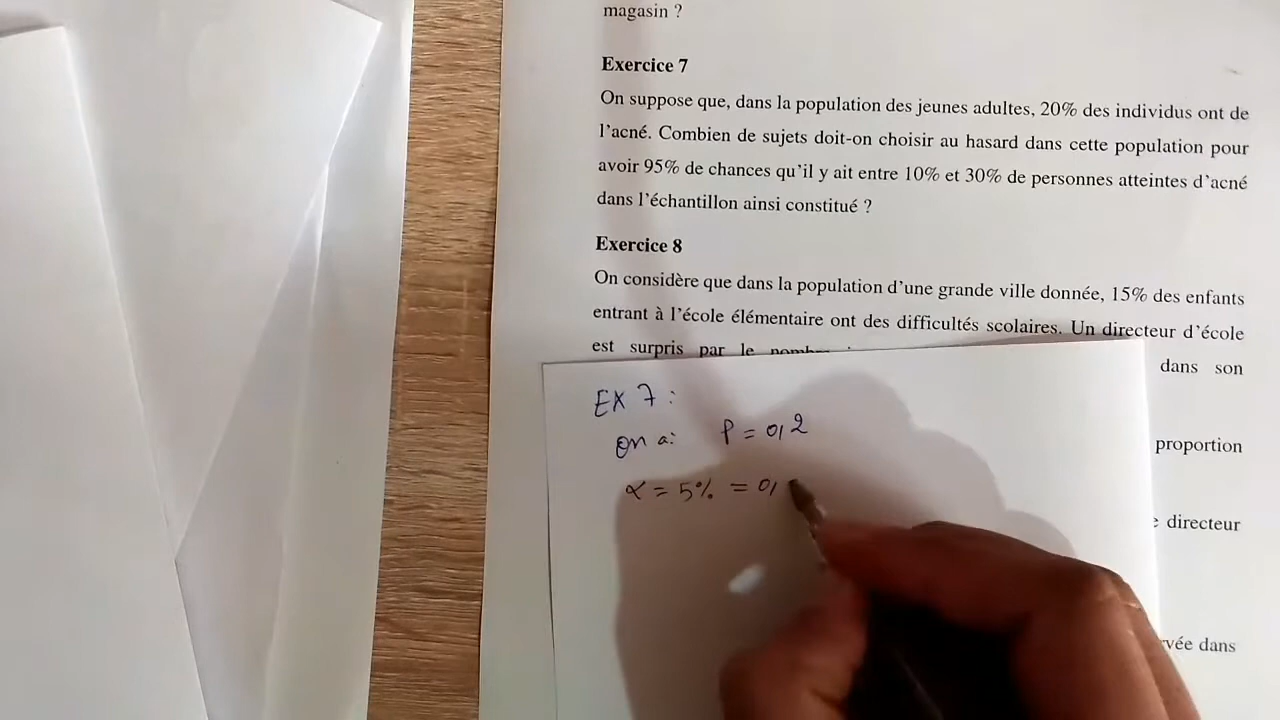 magasin ?
Exercice 7
On suppose que, dans la population des jeunes adultes, 20% des individus ont de
l'acné. Combien de sujets doit-on choisir au hasard dans cette population pour
avoir 95% de chances qu'il y ait entre 10% et 30% de personnes atteintes d'acné
dans l'échantillon ainsi constitué ?
Exercice 8
On considère que dans la population d'une grande ville donnée, 15% des enfants
entrant à l'école élémentaire ont des difficultés scolaires. Un directeur d'école
est surpris par le dans son
EX 7 :
on a: P = 0,2
proportion
α = 5% = 0,
directeur
dans